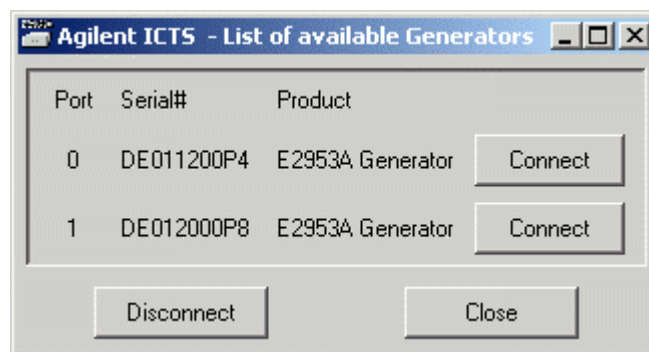 Agilent ICTS - List of available Generators
Port Serial# Product
0 DE011200P4 E2953A Generator Connect
1 DE012000P8 E2953A Generator Connect
Disconnect Close